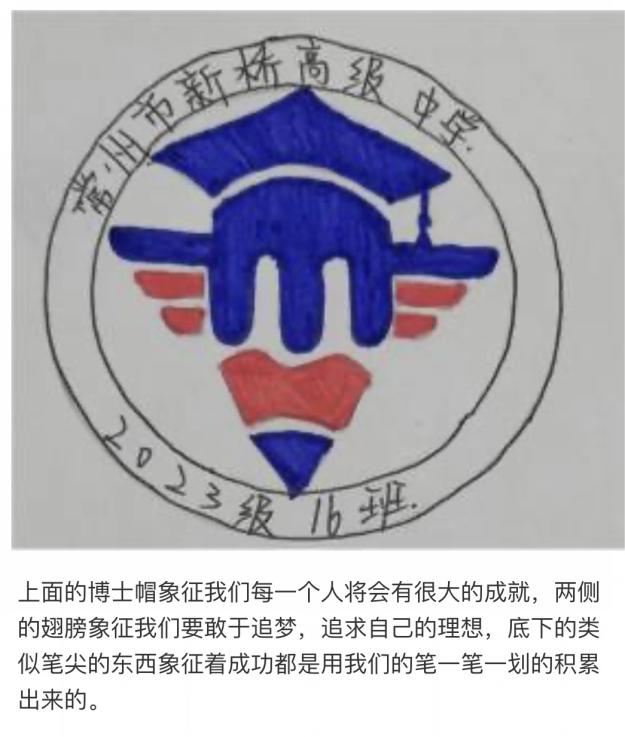 常州市新桥高级中学
2023级 16班.
上面的博士帽象征我们每一个人将会有很大的成就，两侧
的翅膀象征我们要敢于追梦，追求自己的理想，底下的类
似笔尖的东西象征着成功都是用我们的笔一笔一划的积累
出来的。